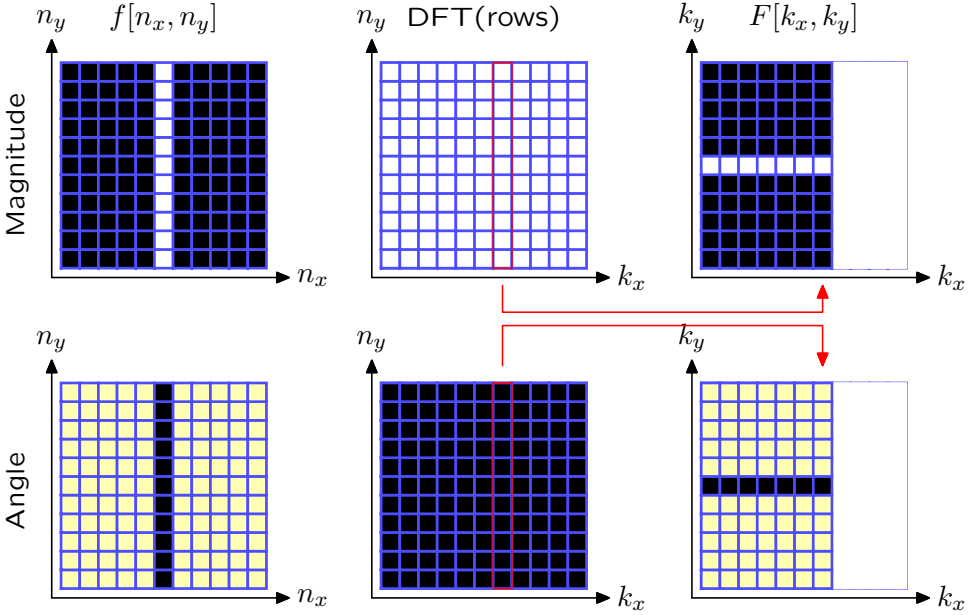 n_y f[n_x, n_y] n_y DFT(rows) k_y F[k_x, k_y]
Magnitude
n_x k_x k_x
n_y n_y k_y
Angle
n_x k_x k_x